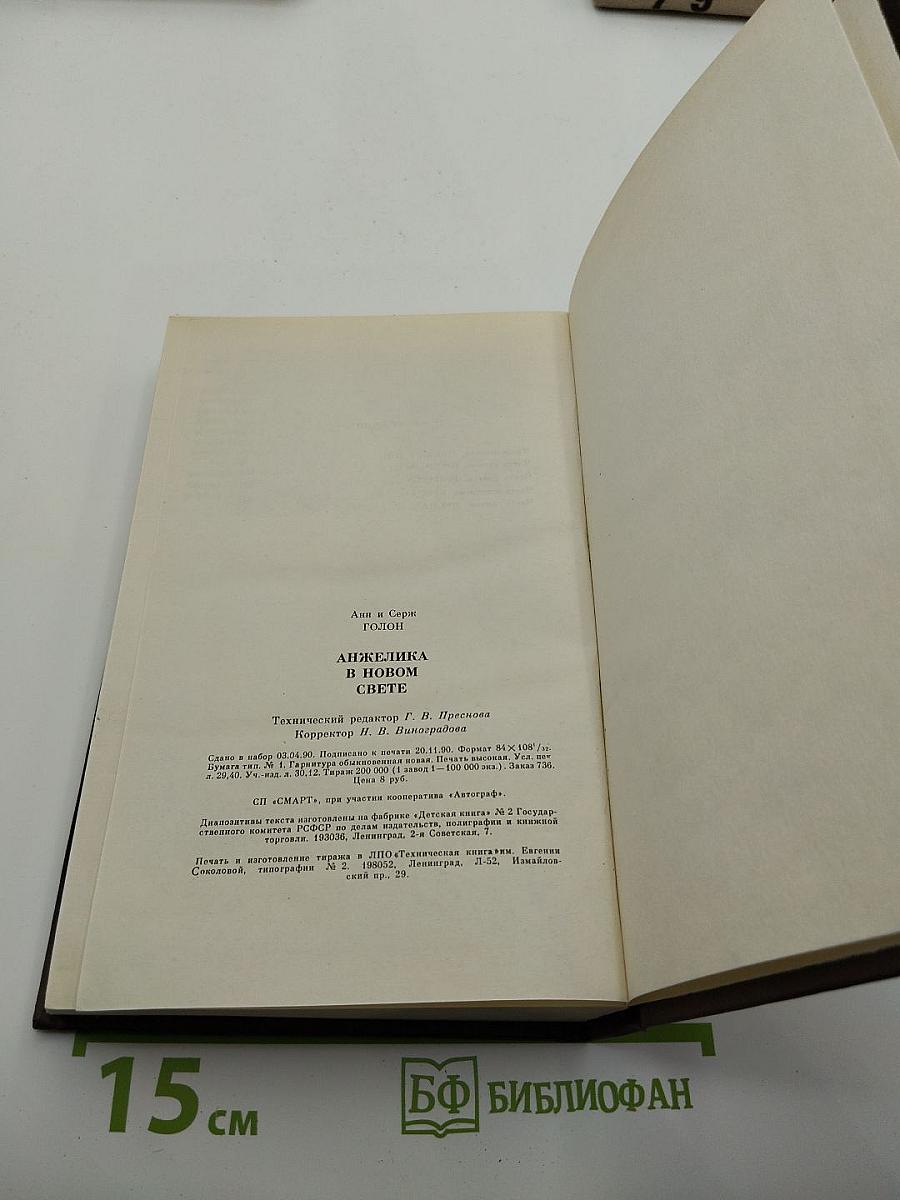 7 9
Анн и Серж
ГОЛОН
АНЖЕЛИКА
В НОВОМ
СВЕТЕ
Технический редактор Г. В. Преснова
Корректор Н. В. Виноградова
Сдано в набор 03.04.90. Подписано к печати 20.11.90. Формат 84×108¹/₃₂.
Бумага тип. № 1. Гарнитура обыкновенная новая. Печать высокая. Усл. печ
л. 29,40. Уч.-изд. л. 30,12. Тираж 200 000 (1 завод 1—100 000 экз.). Заказ 736.
Цена 8 руб.
СП «СМАРТ», при участии кооператива «Автограф».
Диапозитивы текста изготовлены на фабрике «Детская книга» № 2 Государ-
ственного комитета РСФСР по делам издательств, полиграфии и книжной
торговли. 193036, Ленинград, 2-я Советская, 7.
Печать и изготовление тиража в ЛПО «Техническая книга» им. Евгении
Соколовой, типографии № 2. 198052, Ленинград, Л-52, Измайлов-
ский пр., 29.
15 см
БФ БИБЛИОФАН